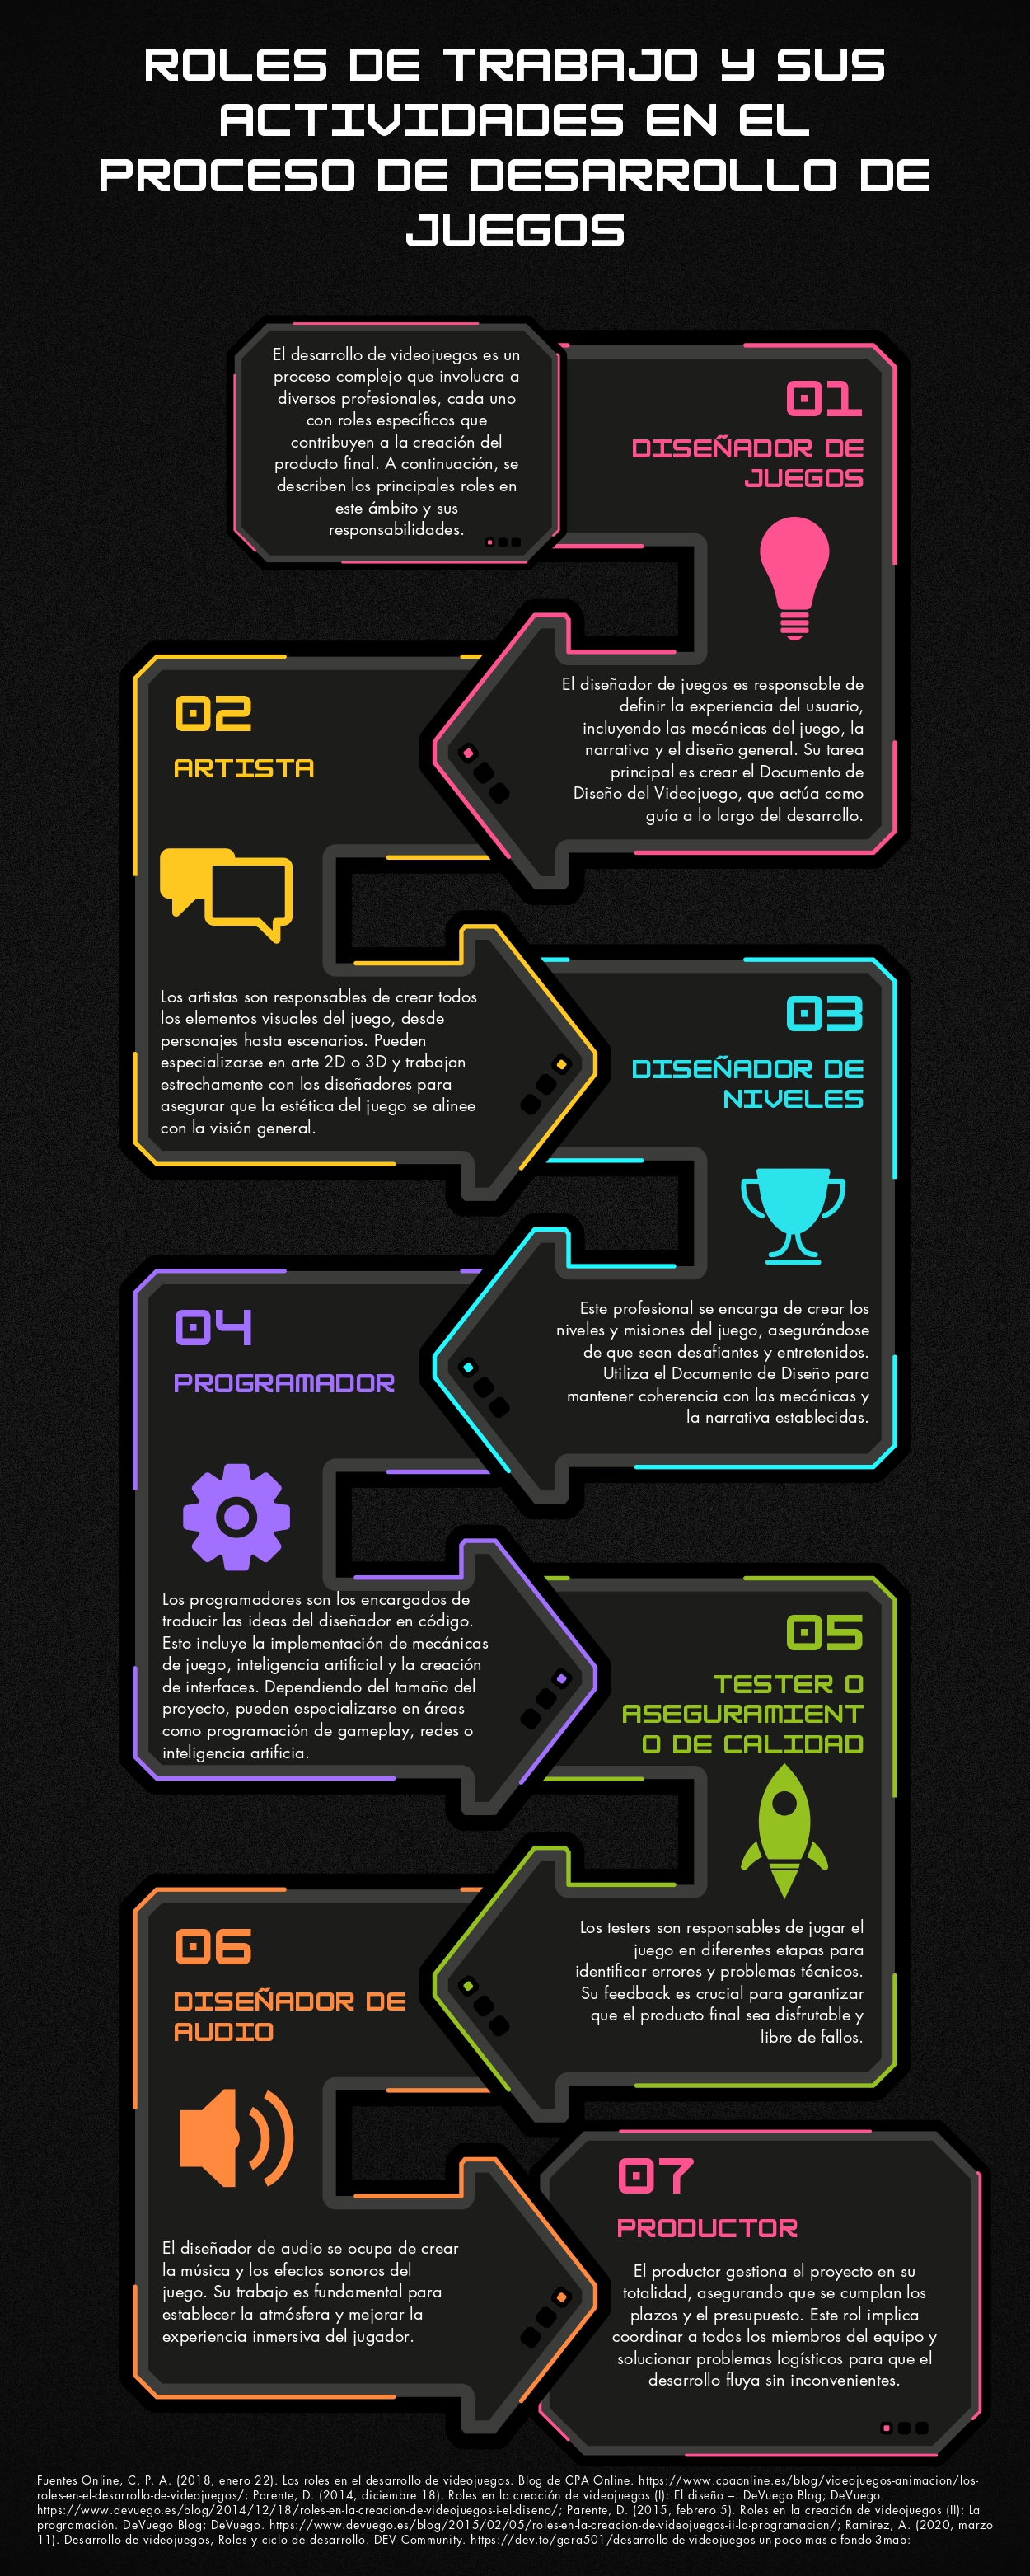 ROLES DE TRABAJO Y SUS
ACTIVIDADES EN EL
PROCESO DE DESARROLLO DE
JUEGOS
El desarrollo de videojuegos es un
proceso complejo que involucra a
diversos profesionales, cada uno
con roles específicos que
contribuyen a la creación del
producto final. A continuación, se
describen los principales roles en
este ámbito y sus
responsabilidades.
01
DISEÑADOR DE
JUEGOS
El diseñador de juegos es responsable de
definir la experiencia del usuario,
incluyendo las mecánicas del juego, la
narrativa y el diseño general. Su tarea
principal es crear el Documento de
Diseño del Videojuego, que actúa como
guía a lo largo del desarrollo.
02
ARTISTA
Los artistas son responsables de crear todos
los elementos visuales del juego, desde
personajes hasta escenarios. Pueden
especializarse en arte 2D o 3D y trabajan
estrechamente con los diseñadores para
asegurar que la estética del juego se alinee
con la visión general.
03
DISEÑADOR DE
NIVELES
Este profesional se encarga de crear los
niveles y misiones del juego, asegurándose
de que sean desafiantes y entretenidos.
Utiliza el Documento de Diseño para
mantener coherencia con las mecánicas y
la narrativa establecidas.
04
PROGRAMADOR
Los programadores son los encargados de
traducir las ideas del diseñador en código.
Esto incluye la implementación de mecánicas
de juego, inteligencia artificial y la creación
de interfaces. Dependiendo del tamaño del
proyecto, pueden especializarse en áreas
como programación de gameplay, redes o
inteligencia artificia.
05
TESTER O
ASEGURAMIENT
O DE CALIDAD
Los testers son responsables de jugar el
juego en diferentes etapas para
identificar errores y problemas técnicos.
Su feedback es crucial para garantizar
que el producto final sea disfrutable y
libre de fallos.
06
DISEÑADOR DE
AUDIO
El diseñador de audio se ocupa de crear
la música y los efectos sonoros del
juego. Su trabajo es fundamental para
establecer la atmósfera y mejorar la
experiencia inmersiva del jugador.
07
PRODUCTOR
El productor gestiona el proyecto en su
totalidad, asegurando que se cumplan los
plazos y el presupuesto. Este rol implica
coordinar a todos los miembros del equipo y
solucionar problemas logísticos para que el
desarrollo fluya sin inconvenientes.
Fuentes Online, C. P. A. (2018, enero 22). Los roles en el desarrollo de videojuegos. Blog de CPA Online. https://www.cpaonline.es/blog/videojuegos-animacion/los-
roles-en-el-desarrollo-de-videojuegos/; Parente, D. (2014, diciembre 18). Roles en la creación de videojuegos (I): El diseño –. DeVuego Blog; DeVuego.
https://www.devuego.es/blog/2014/12/18/roles-en-la-creacion-de-videojuegos-i-el-diseno/; Parente, D. (2015, febrero 5). Roles en la creación de videojuegos (II): La
programación. DeVuego Blog; DeVuego. https://www.devuego.es/blog/2015/02/05/roles-en-la-creacion-de-videojuegos-ii-la-programacion/; Ramirez, A. (2020, marzo
11). Desarrollo de videojuegos, Roles y ciclo de desarrollo. DEV Community. https://dev.to/gara501/desarrollo-de-videojuegos-un-poco-mas-a-fondo-3mab: